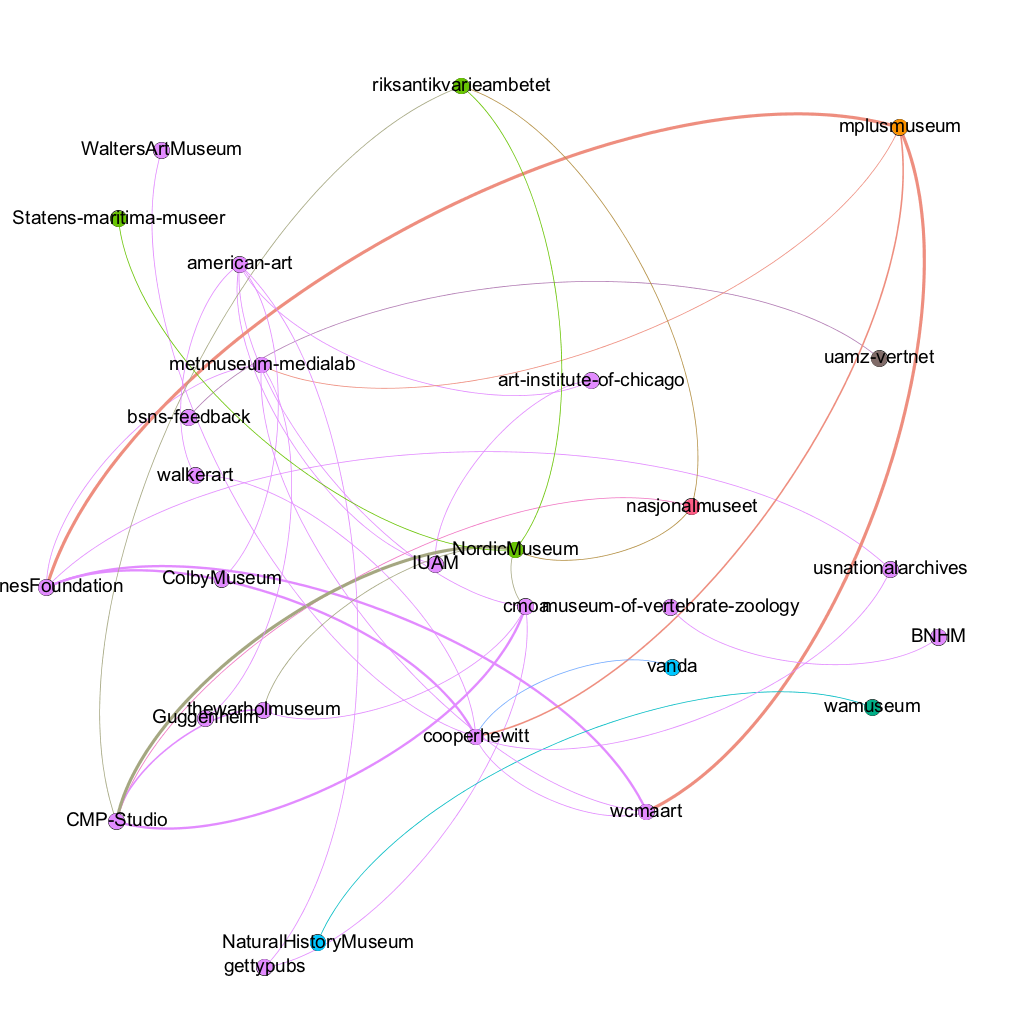 riksantikvarieambetet
mplusmuseum
WaltersArtMuseum
Statens-maritima-museer
american-art
uamz-vertnet
metmuseum-medialab
art-institute-of-chicago
bsns-feedback
walkerart
nasjonalmuseet
NordicMuseum
IUAM
usnationalarchives
ColbyMuseum
nesFoundation
cmoa
museum-of-vertebrate-zoology
BNHM
vanda
wamuseum
thewarholmuseum
Guggenheim
cooperhewitt
wcmaart
CMP-Studio
NaturalHistoryMuseum
gettypubs